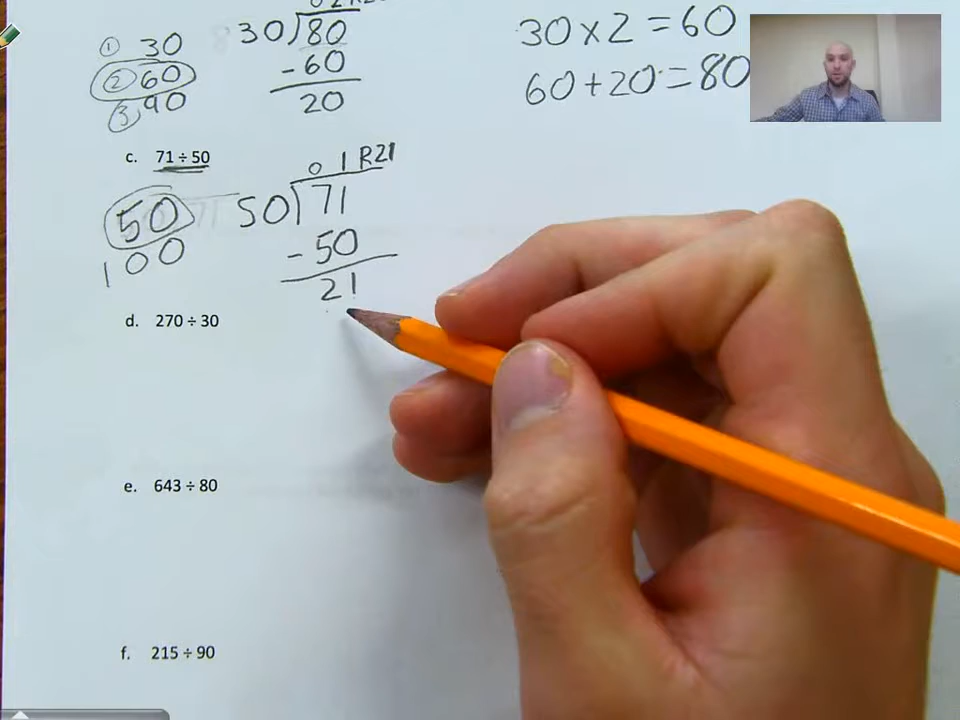 30)80
① 30
② 60
③ 90
- 60
20
30 x 2 = 60
60 + 20 = 80
c. 71 ÷ 50
0 1 R21
50)71
50
100
- 50
21
d. 270 ÷ 30
e. 643 ÷ 80
f. 215 ÷ 90